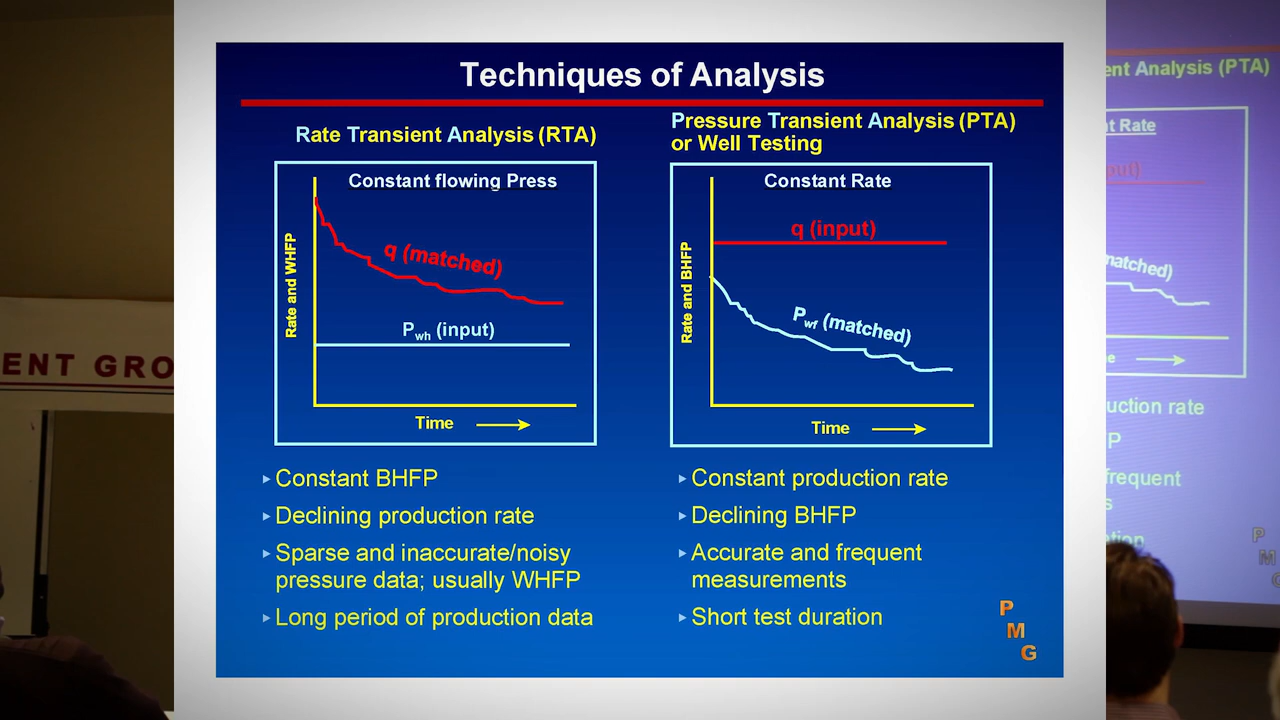 Techniques of Analysis
Rate Transient Analysis (RTA)
Constant flowing Press
Rate and WHFP
q (matched)
Pwh (input)
Time
▸ Constant BHFP
▸ Declining production rate
▸ Sparse and inaccurate/noisy
pressure data; usually WHFP
▸ Long period of production data
Pressure Transient Analysis (PTA)
or Well Testing
Constant Rate
Rate and BHFP
q (input)
Pwf (matched)
Time
▸ Constant production rate
▸ Declining BHFP
▸ Accurate and frequent
measurements
▸ Short test duration
P
M
G
ENT GRO
ent Analysis (PTA)
t Rate
put)
matched)
e
uction rate
P
frequent
s
tion
P
M